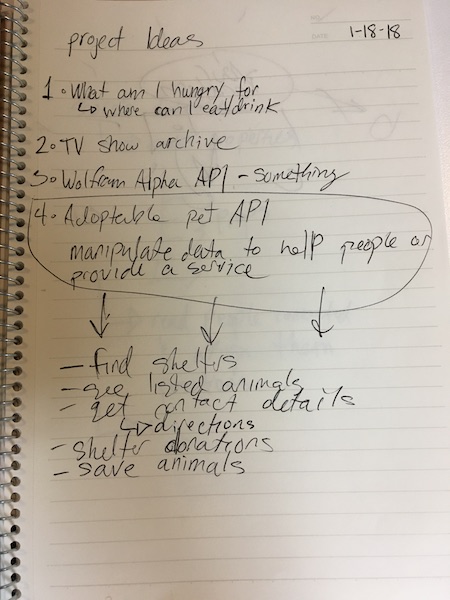 project Ideas
1-18-18
1. What am I hungry for
↳ where can I eat/drink
2. TV show archive
3. Wolfram Alpha API - something
4. Adoptable pet API
manipulate data to help people or
provide a service
- find shelters
- see listed animals
- get contact details
↳ directions
- shelter donations
- save animals